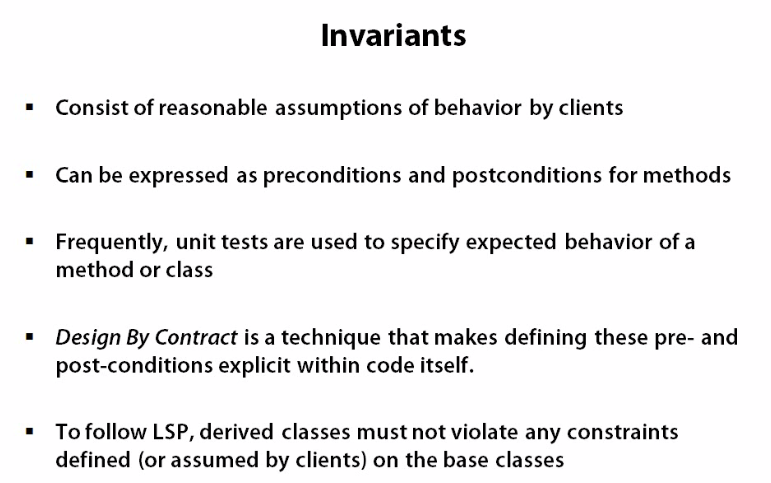 Invariants
▪ Consist of reasonable assumptions of behavior by clients
▪ Can be expressed as preconditions and postconditions for methods
▪ Frequently, unit tests are used to specify expected behavior of a
method or class
▪ Design By Contract is a technique that makes defining these pre- and
post-conditions explicit within code itself.
▪ To follow LSP, derived classes must not violate any constraints
defined (or assumed by clients) on the base classes